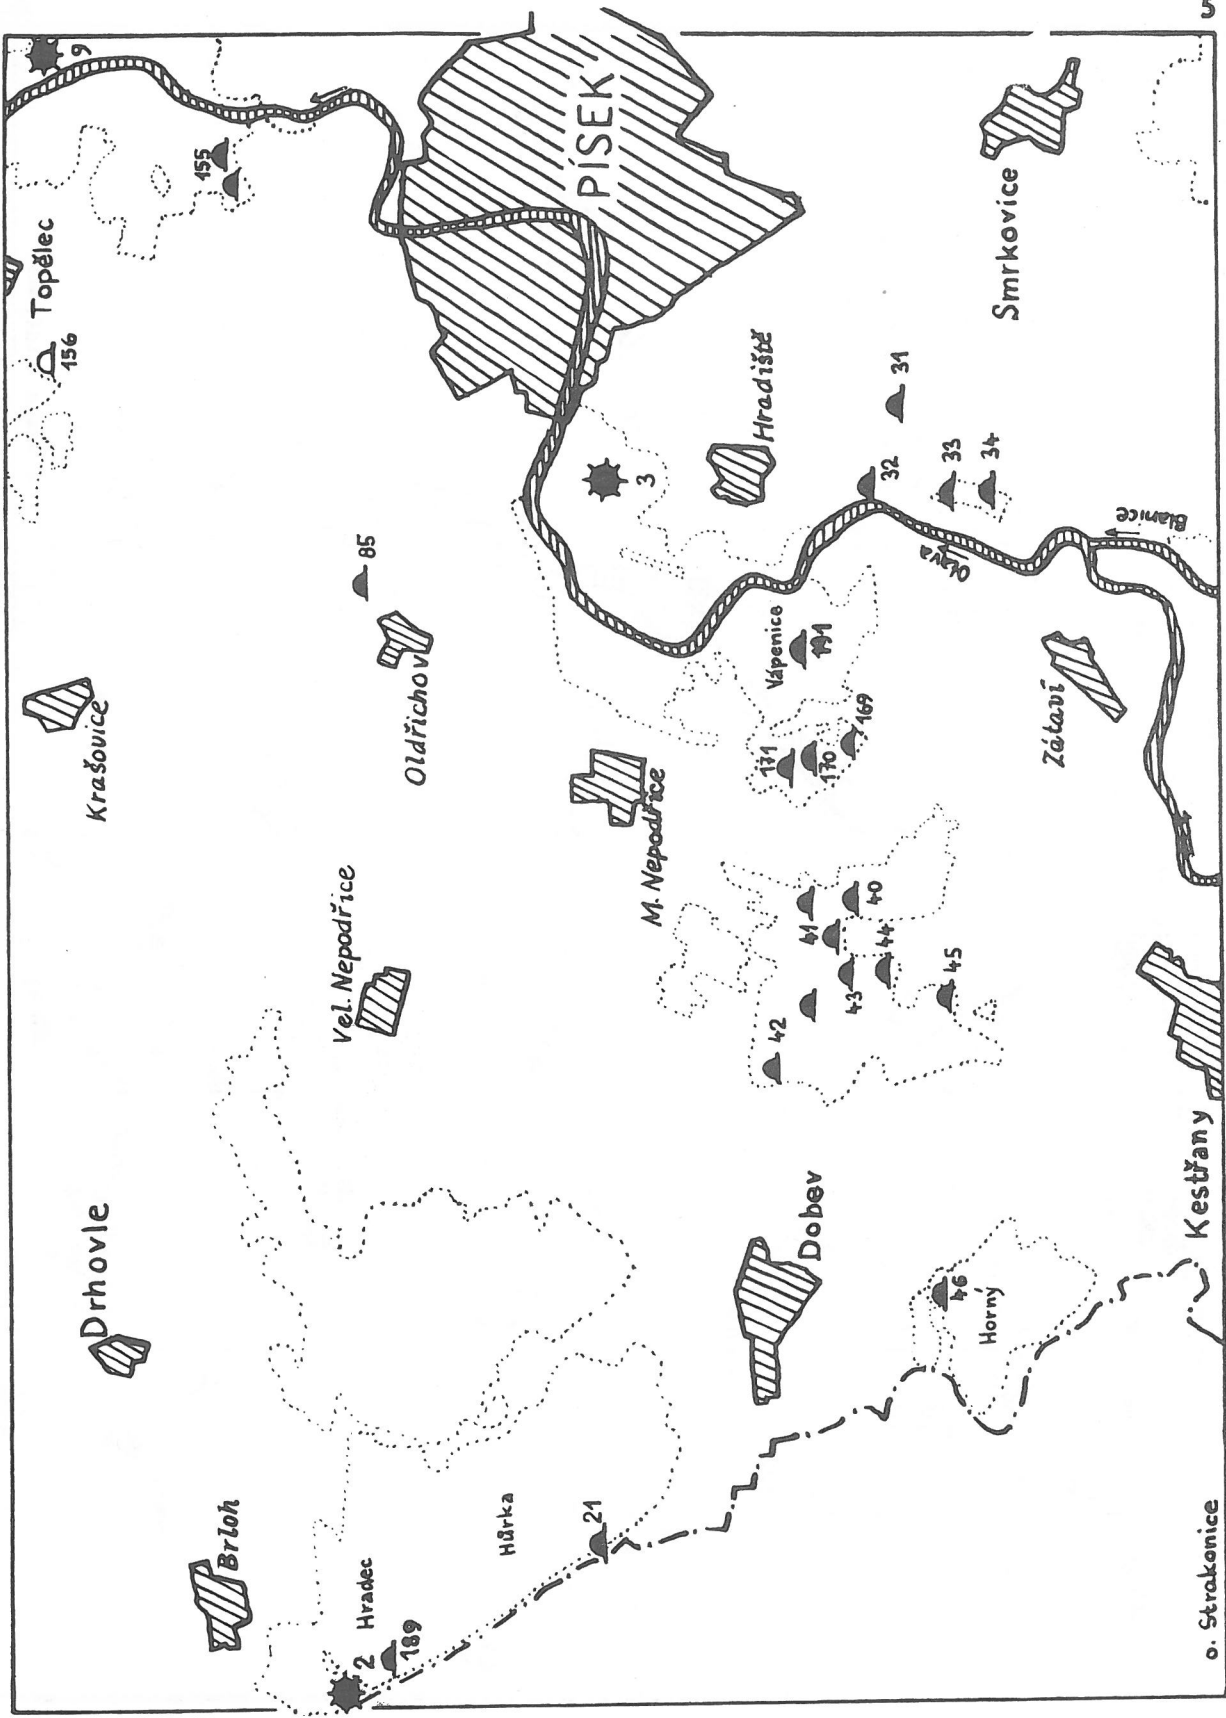 9
Topělec
156
Krašovice
Drhovle
155
Brloh
Vel. Nepodřice
85
Hradec
2
189
Oldřichov
Hůrka
21
PÍSEK
3
M. Nepodřice
Hradiště
Vápenice
171
42
41
Dobev
191
170
43
169
40
44
32
31
33
45
46
Otava
Horný
34
Smrkovice
Zátaví
Blanice
Kestřany
o. Strakonice